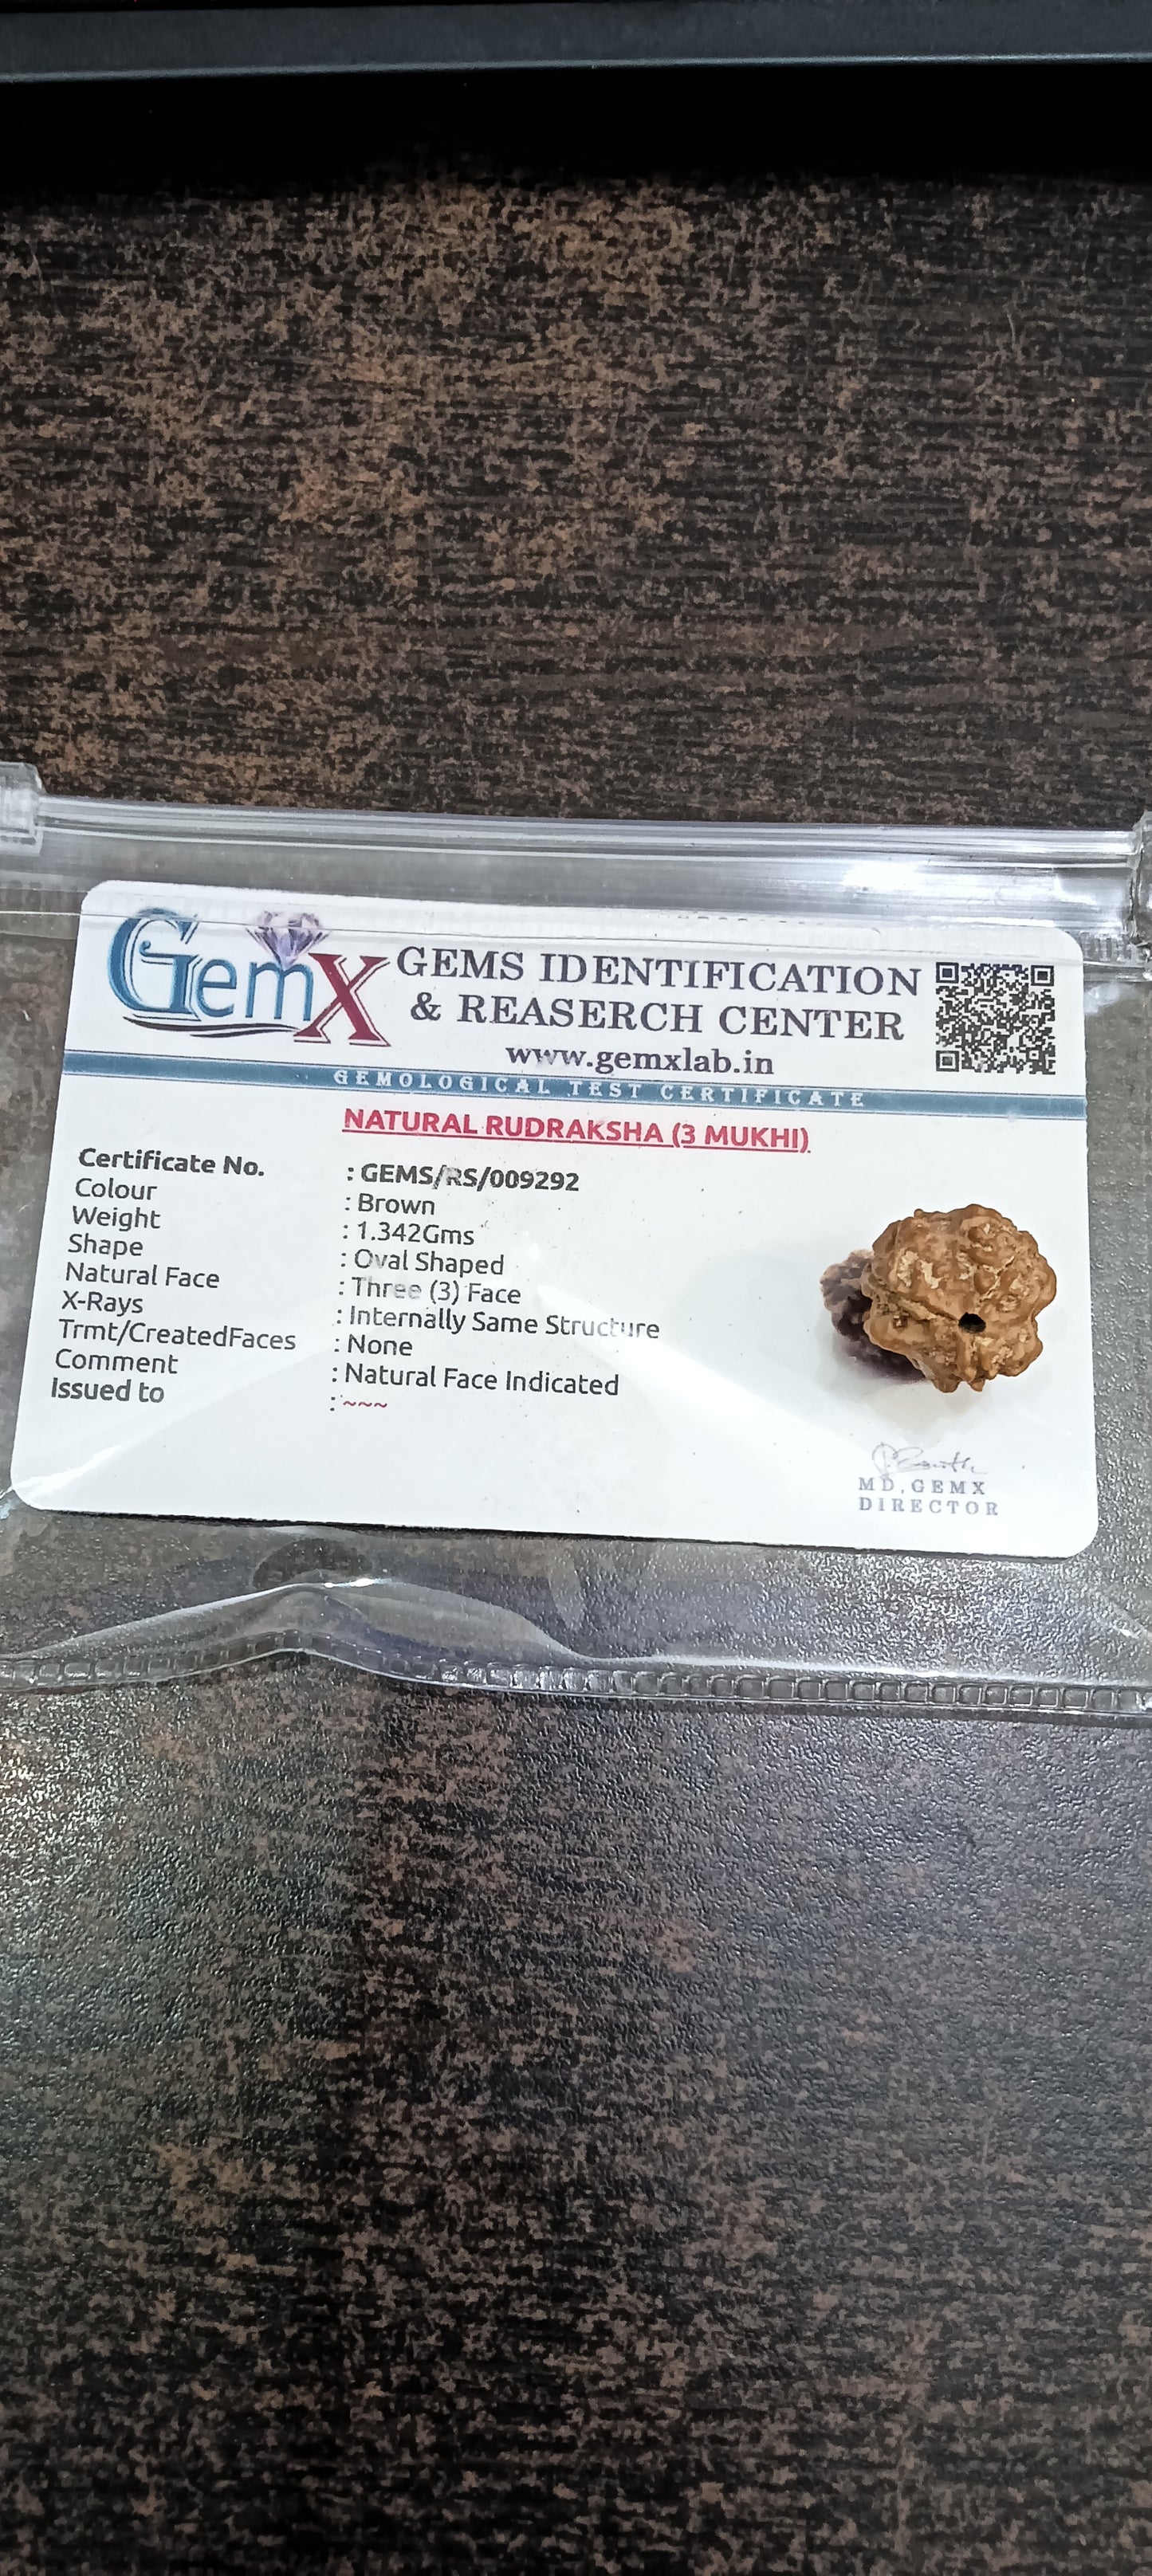 GemX
GEMS IDENTIFICATION
& REASERCH CENTER
www.gemxlab.in
GEMOLOGICAL TEST CERTIFICATE
NATURAL RUDRAKSHA (3 MUKHI)
Certificate No. : GEMS/RS/009292
Colour : Brown
Weight : 1.342Gms
Shape : Oval Shaped
Natural Face : Three (3) Face
X-Rays : Internally Same Structure
Trmt/CreatedFaces : None
Comment : Natural Face Indicated
Issued to : ~~~
MD, GEMX
DIRECTOR